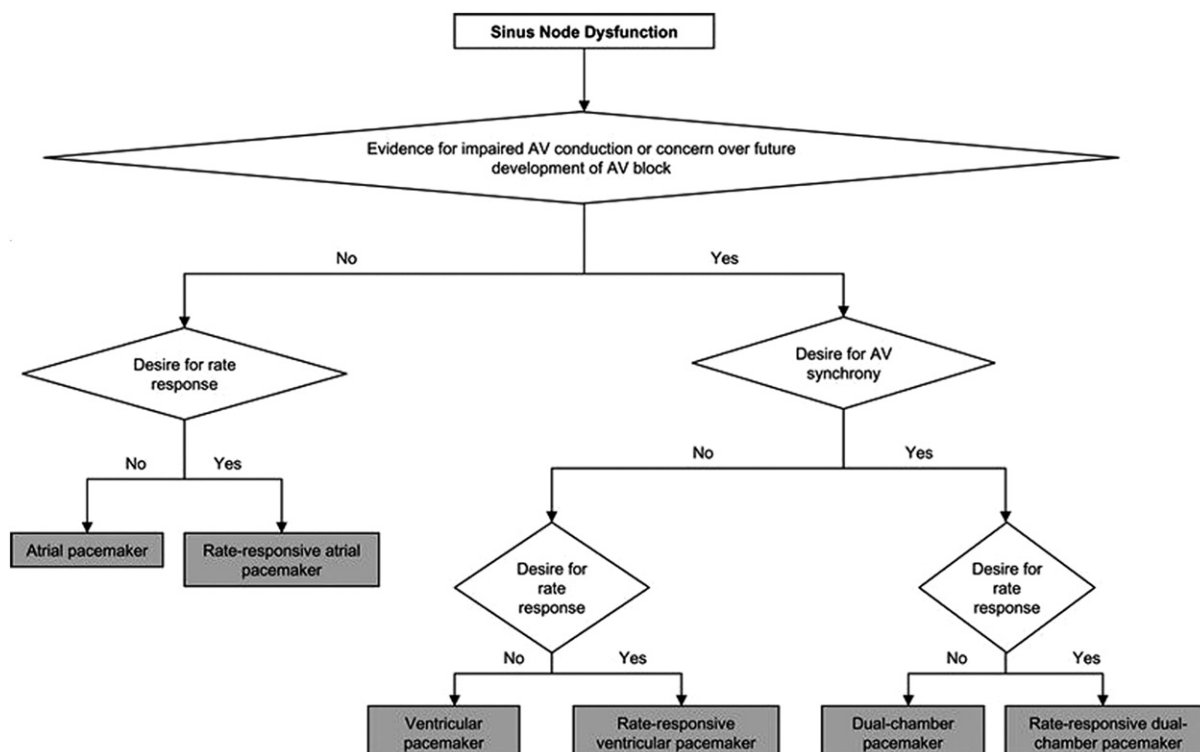 Sinus Node Dysfunction
Evidence for impaired AV conduction or concern over future
development of AV block
No
Yes
Desire for rate
response
Desire for AV
synchrony
No
Yes
No
Yes
Atrial pacemaker
Rate-responsive atrial
pacemaker
Desire for
rate
response
Desire for
rate
response
No
Yes
No
Yes
Ventricular
pacemaker
Rate-responsive
ventricular pacemaker
Dual-chamber
pacemaker
Rate-responsive dual-
chamber pacemaker